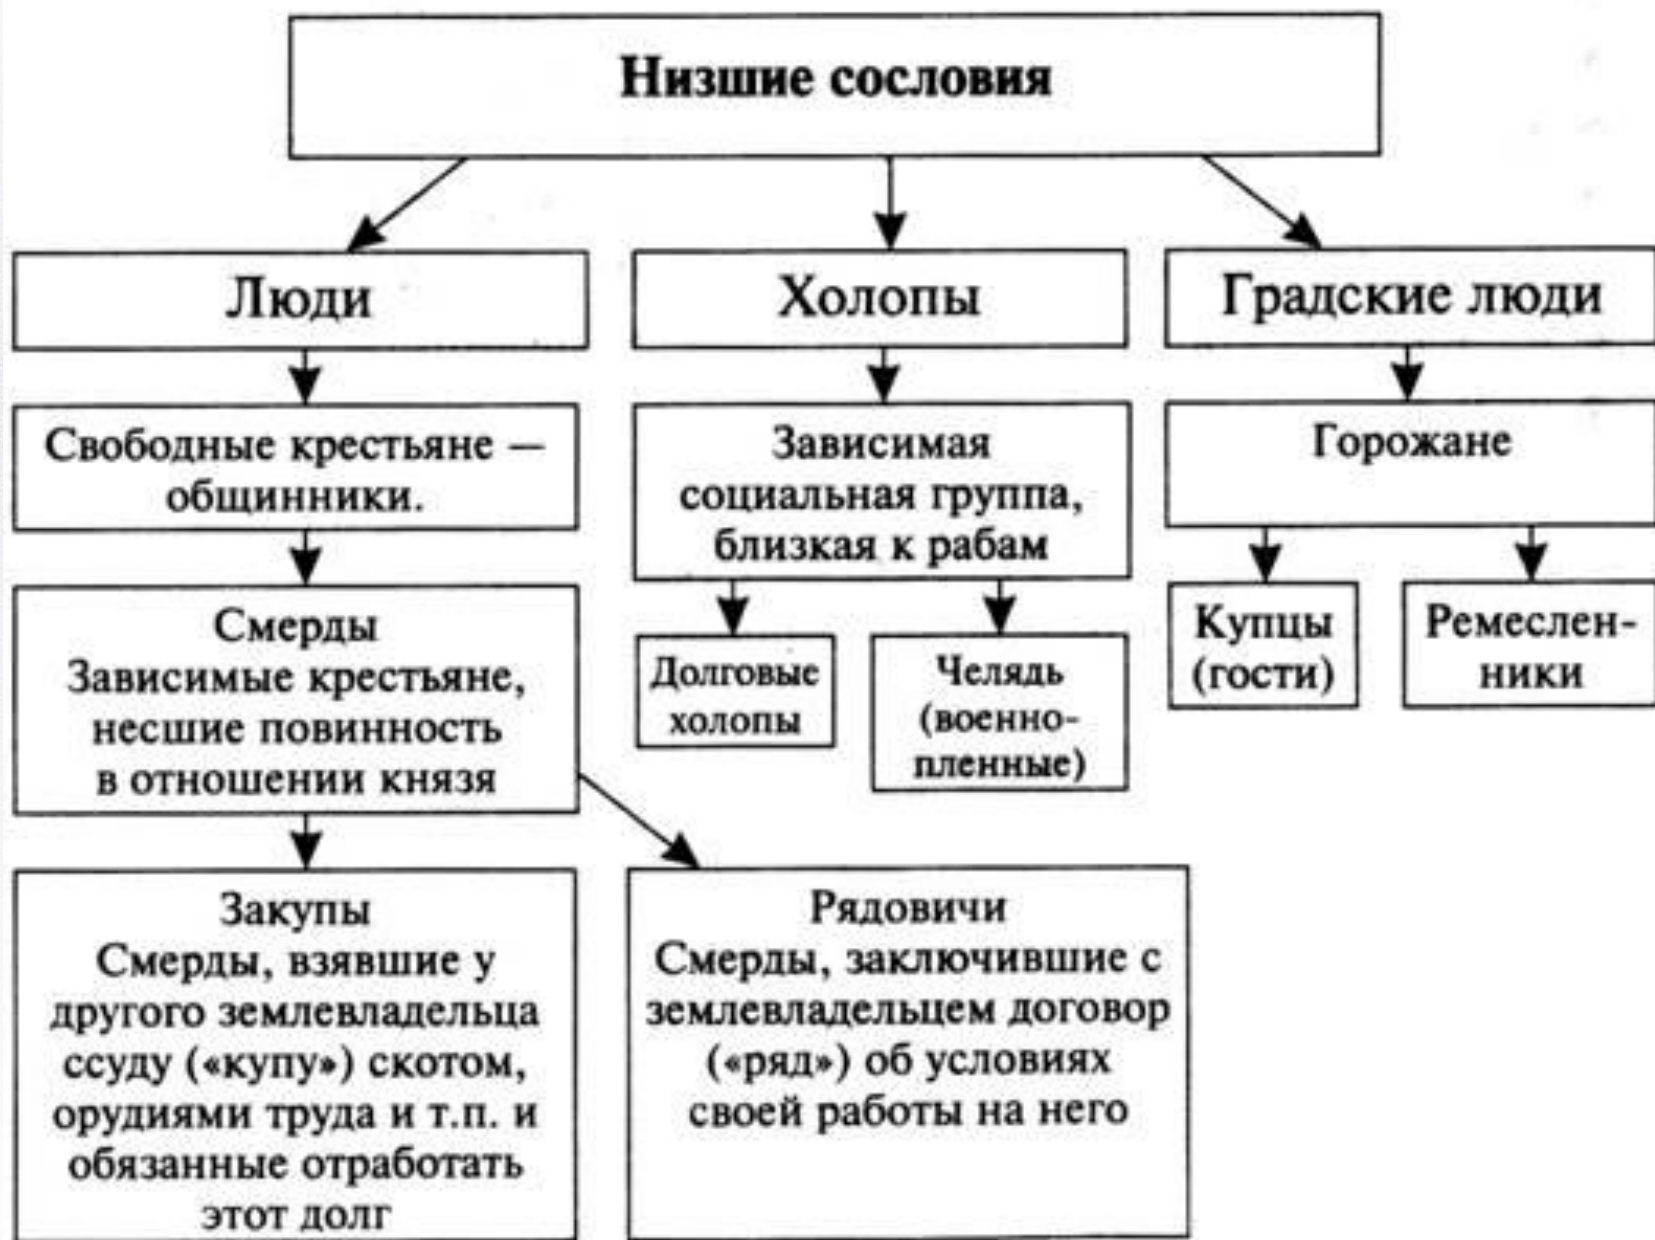 Низшие сословия
Люди
Холопы
Градские люди
Свободные крестьяне —
общинники.
Зависимая
социальная группа,
близкая к рабам
Горожане
Смерды
Зависимые крестьяне,
несшие повинность
в отношении князя
Долговые
холопы
Челядь
(военно-
пленные)
Купцы
(гости)
Ремеслен-
ники
Закупы
Смерды, взявшие у
другого землевладельца
ссуду («купу») скотом,
орудиями труда и т.п. и
обязанные отработать
этот долг
Рядовичи
Смерды, заключившие с
землевладельцем договор
(«ряд») об условиях
своей работы на него